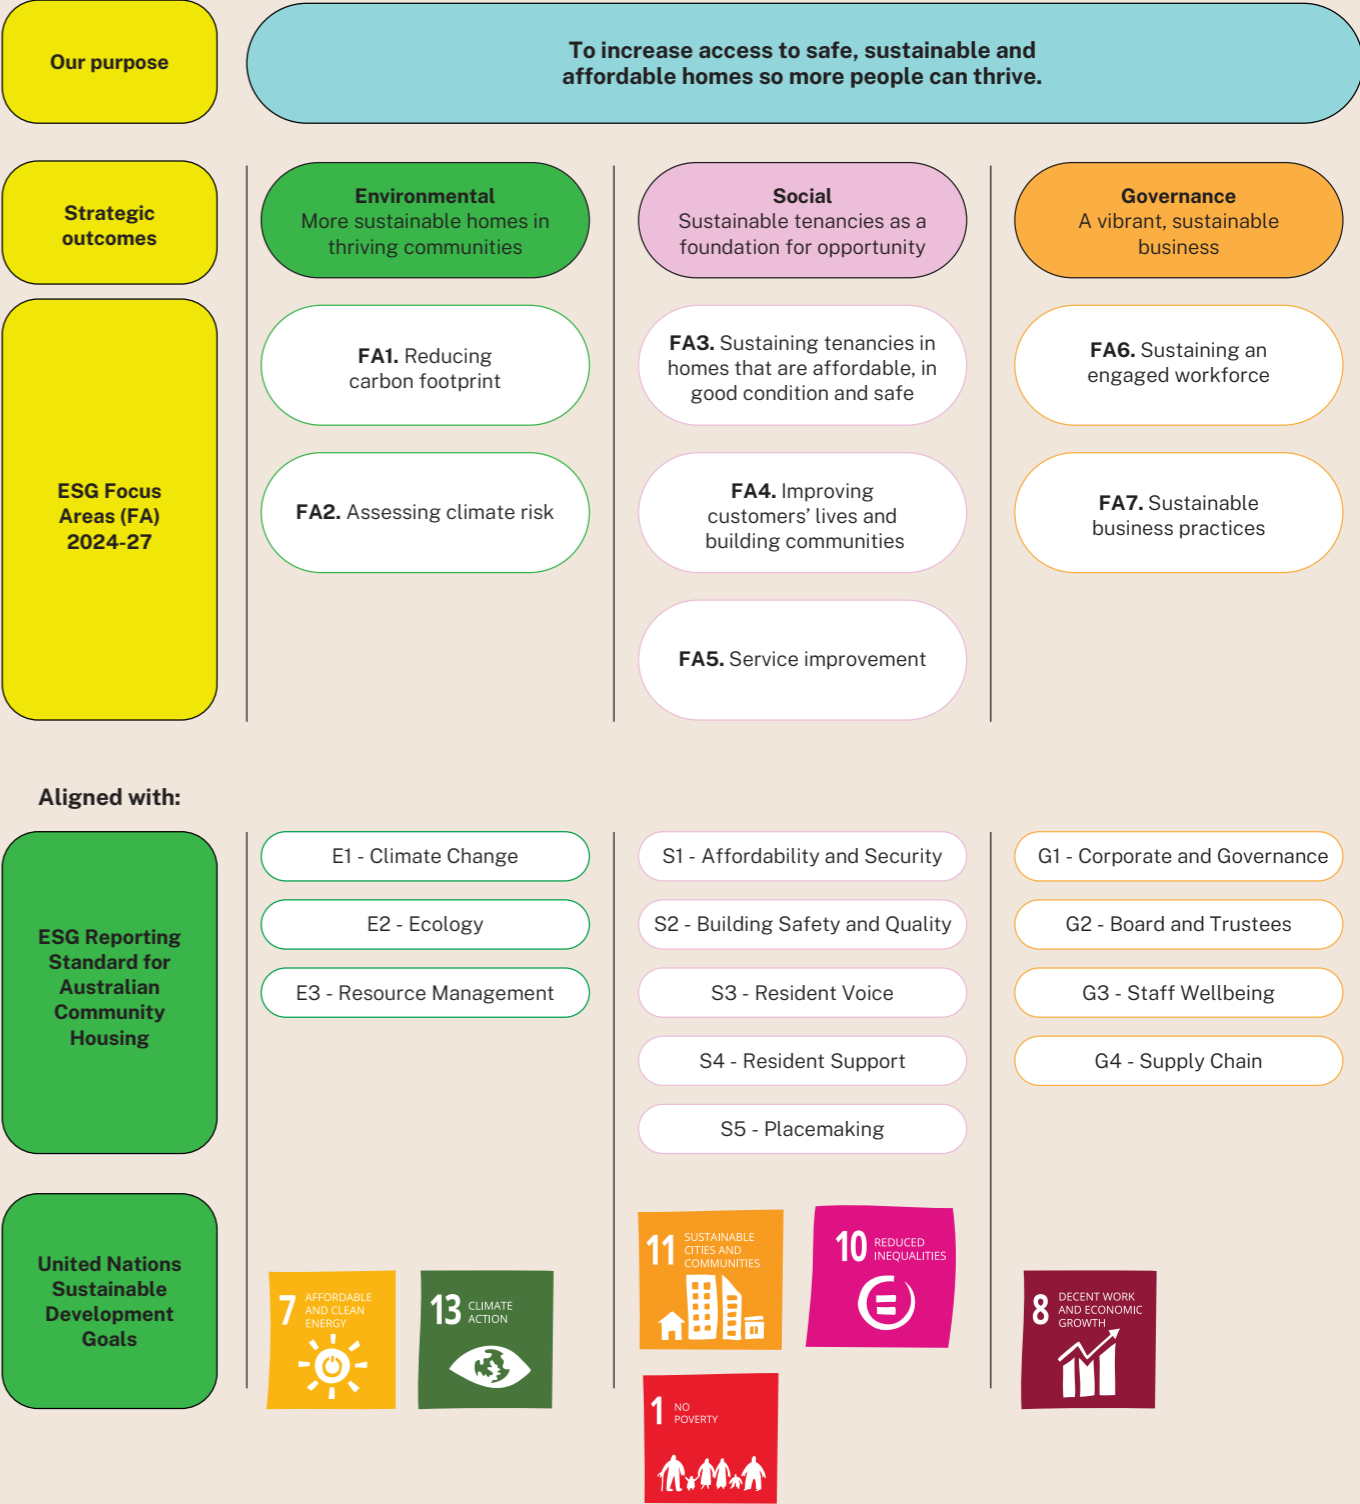 Our purpose
To increase access to safe, sustainable and
affordable homes so more people can thrive.
Strategic
outcomes
Environmental
More sustainable homes in
thriving communities
Social
Sustainable tenancies as a
foundation for opportunity
Governance
A vibrant, sustainable
business
ESG Focus
Areas (FA)
2024-27
FA1. Reducing
carbon footprint
FA2. Assessing climate risk
FA3. Sustaining tenancies in
homes that are affordable, in
good condition and safe
FA4. Improving
customers’ lives and
building communities
FA5. Service improvement
FA6. Sustaining an
engaged workforce
FA7. Sustainable
business practices
Aligned with:
ESG Reporting
Standard for
Australian
Community
Housing
E1 - Climate Change
E2 - Ecology
E3 - Resource Management
S1 - Affordability and Security
S2 - Building Safety and Quality
S3 - Resident Voice
S4 - Resident Support
S5 - Placemaking
G1 - Corporate and Governance
G2 - Board and Trustees
G3 - Staff Wellbeing
G4 - Supply Chain
United Nations
Sustainable
Development
Goals
7 AFFORDABLE
AND CLEAN
ENERGY
13 CLIMATE
ACTION
11 SUSTAINABLE
CITIES AND
COMMUNITIES
10 REDUCED
INEQUALITIES
1 NO
POVERTY
8 DECENT WORK
AND ECONOMIC
GROWTH